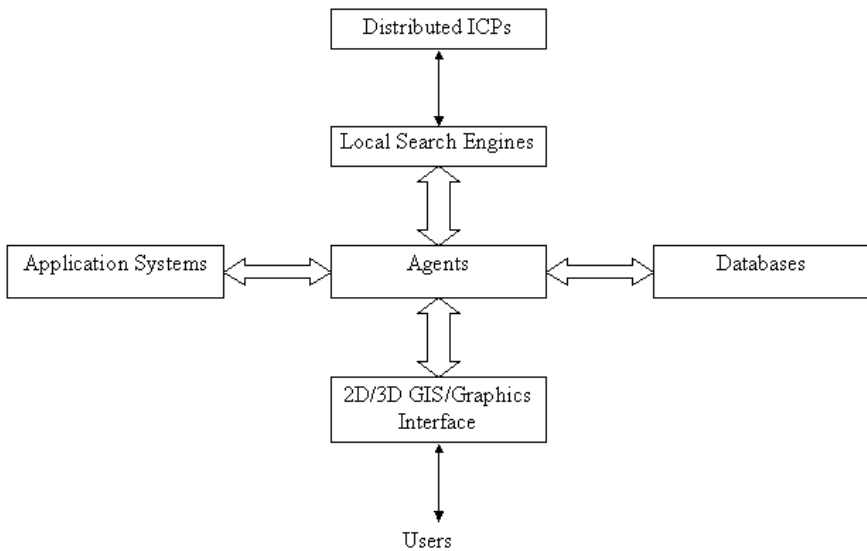 Distributed ICPs
Local Search Engines
Application Systems
Agents
Databases
2D/3D GIS/Graphics
Interface
Users